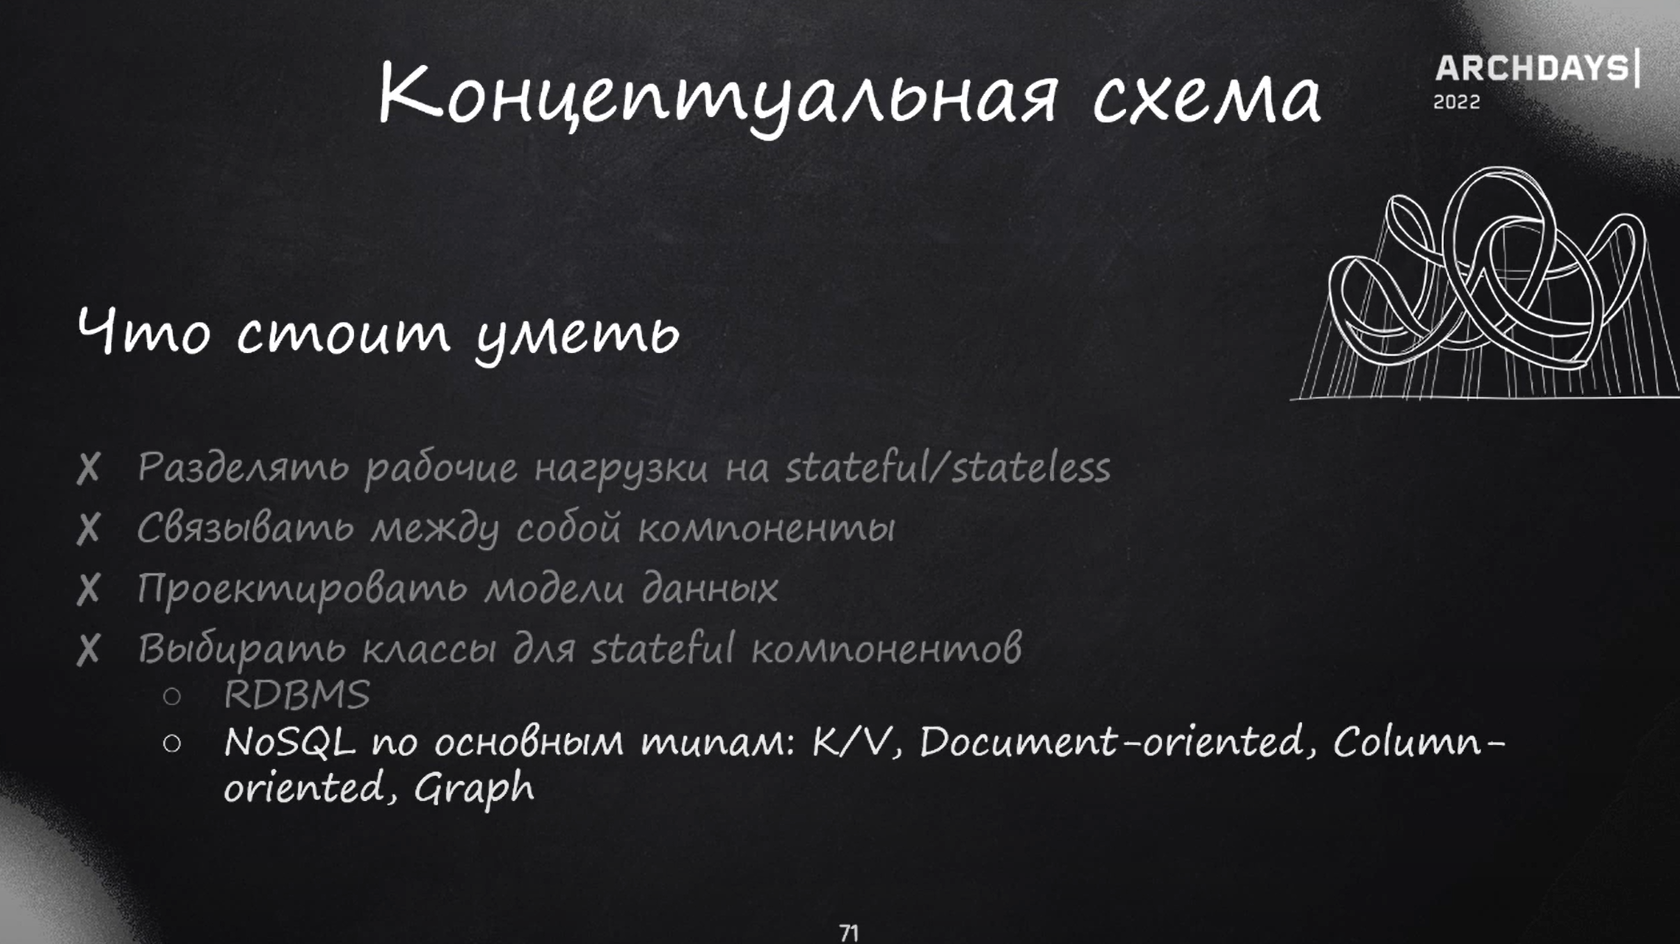 Концептуальная схема
ARCHDAYS|
2022
Что стоит уметь
✗ Разделять рабочие нагрузки на stateful/stateless
✗ Связывать между собой компоненты
✗ Проектировать модели данных
✗ Выбирать классы для stateful компонентов
○ RDBMS
○ NoSQL по основным типам: K/V, Document-oriented, Column-
oriented, Graph
71